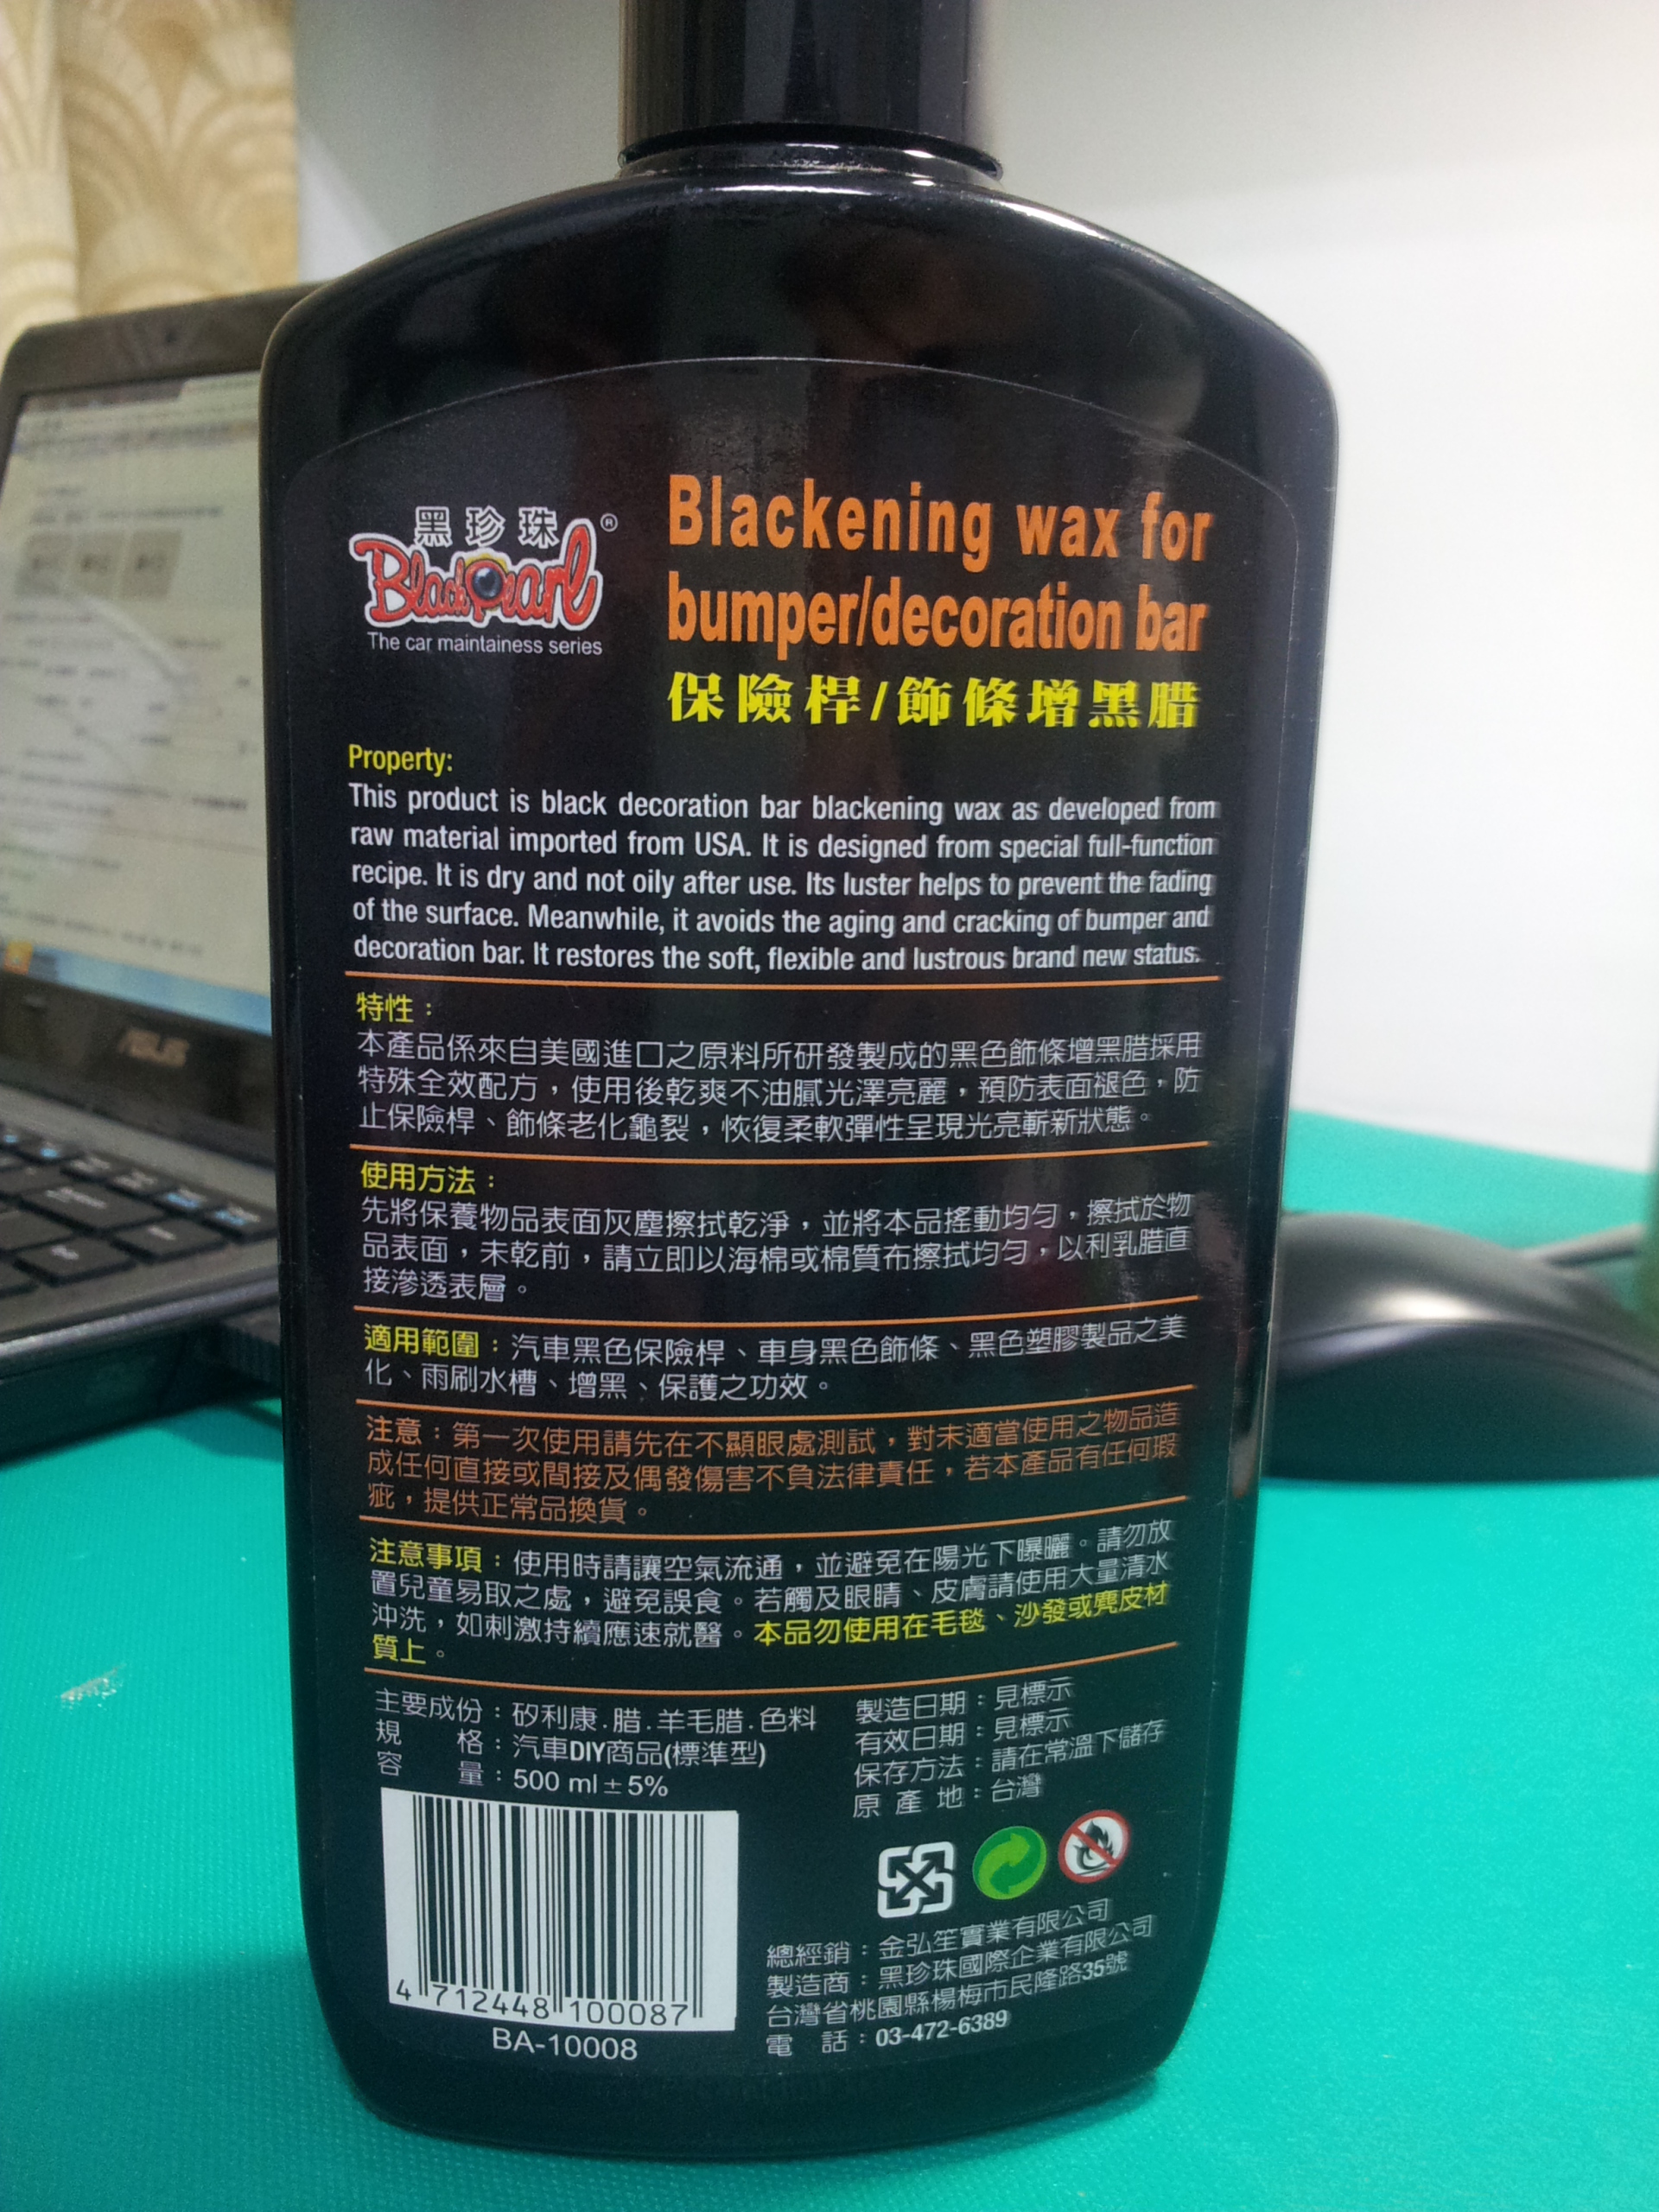 黑珍珠®
BlackPearl
The car maintainess series
Blackening wax for
bumper/decoration bar
保險桿/飾條增黑腊
Property:
This product is black decoration bar blackening wax as developed from
raw material imported from USA. It is designed from special full-function
recipe. It is dry and not oily after use. Its luster helps to prevent the fading
of the surface. Meanwhile, it avoids the aging and cracking of bumper and
decoration bar. It restores the soft, flexible and lustrous brand new status.
特性：
本產品係來自美國進口之原料所研發製成的黑色飾條增黑腊採用
特殊全效配方，使用後乾爽不油膩光澤亮麗，預防表面褪色，防
止保險桿、飾條老化龜裂，恢復柔軟彈性呈現光亮嶄新狀態。
使用方法：
先將保養物品表面灰塵擦拭乾淨，並將本品搖動均勻，擦拭於物
品表面，未乾前，請立即以海棉或棉質布擦拭均勻，以利乳腊直
接滲透表層。
適用範圍：汽車黑色保險桿、車身黑色飾條、黑色塑膠製品之美
化、雨刷水槽、增黑、保護之功效。
注意：第一次使用請先在不顯眼處測試，對未適當使用之物品造
成任何直接或間接及偶發傷害不負法律責任，若本產品有任何瑕
疵，提供正常品換貨。
注意事項：使用時請讓空氣流通，並避免在陽光下曝曬。請勿放
置兒童易取之處，避免誤食。若觸及眼睛、皮膚請使用大量清水
沖洗，如刺激持續應速就醫。本品勿使用在毛毯、沙發或麂皮材
質上。
主要成份：矽利康.腊.羊毛腊.色料
規　　格：汽車DIY商品(標準型)
容　　量：500 ml±5%
製造日期：見標示
有效日期：見標示
保存方法：請在常溫下儲存
原 產 地：台灣
4 712448 100087
BA-10008
總經銷：金弘笙實業有限公司
製造商：黑珍珠國際企業有限公司
台灣省桃園縣楊梅市民隆路35號
電　話：03-472-6389
ASUS